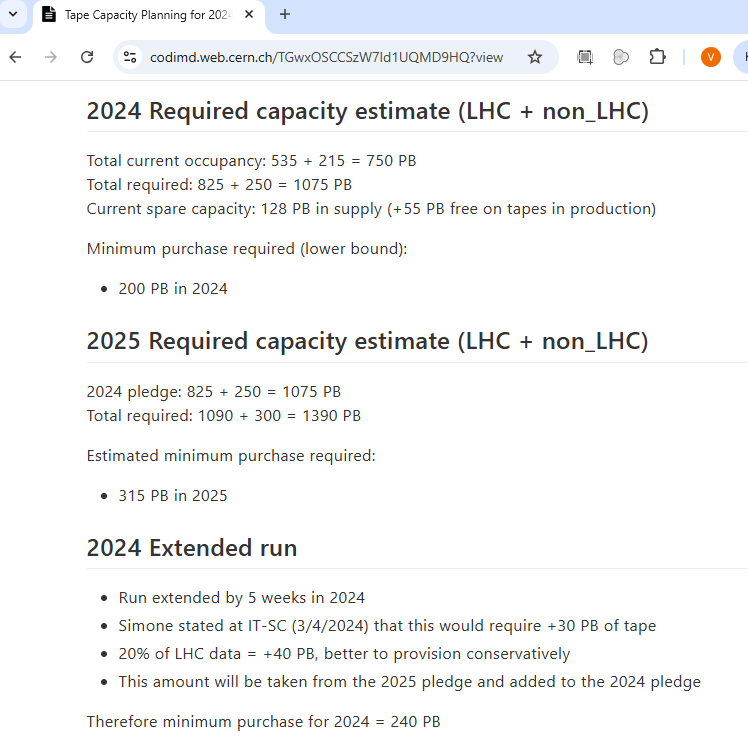 Tape Capacity Planning for 202
codimd.web.cern.ch/TGwxOSCCSzW7Id1UQMD9HQ?view
V
2024 Required capacity estimate (LHC + non_LHC)
Total current occupancy: 535 + 215 = 750 PB
Total required: 825 + 250 = 1075 PB
Current spare capacity: 128 PB in supply (+55 PB free on tapes in production)
Minimum purchase required (lower bound):
• 200 PB in 2024
2025 Required capacity estimate (LHC + non_LHC)
2024 pledge: 825 + 250 = 1075 PB
Total required: 1090 + 300 = 1390 PB
Estimated minimum purchase required:
• 315 PB in 2025
2024 Extended run
• Run extended by 5 weeks in 2024
• Simone stated at IT-SC (3/4/2024) that this would require +30 PB of tape
• 20% of LHC data = +40 PB, better to provision conservatively
• This amount will be taken from the 2025 pledge and added to the 2024 pledge
Therefore minimum purchase for 2024 = 240 PB